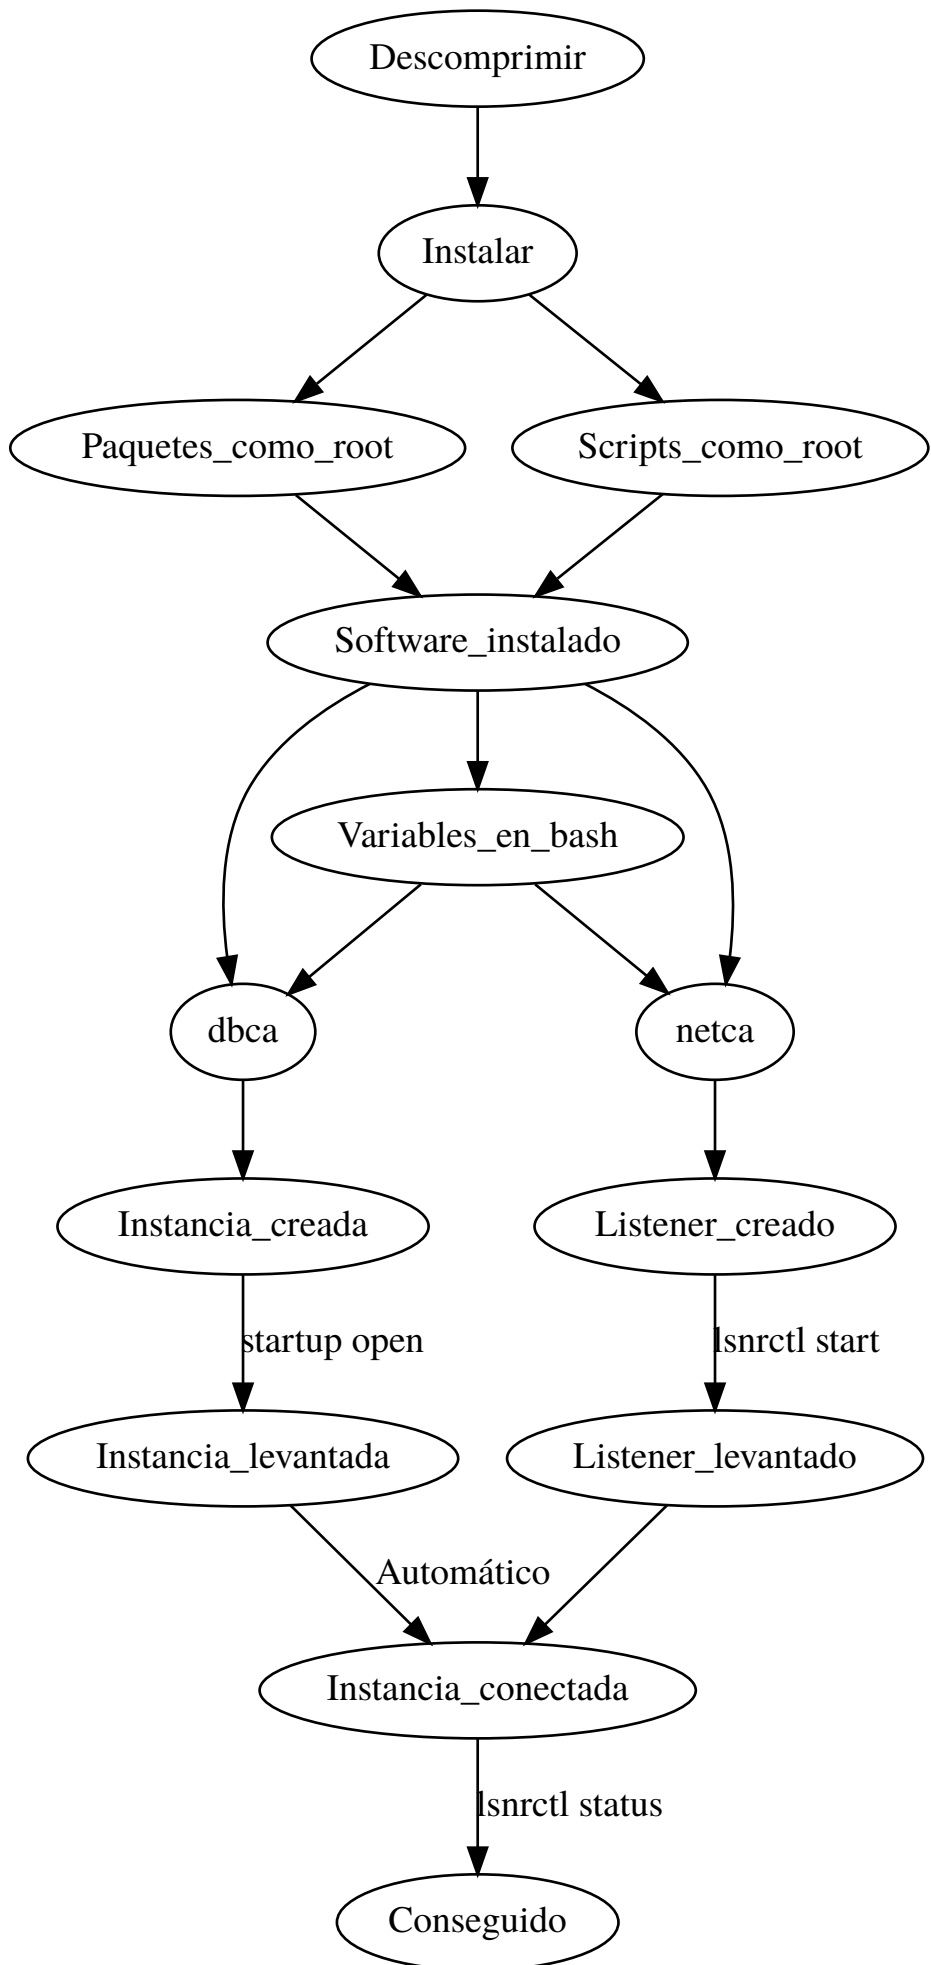 Descomprimir
Instalar
Paquetes_como_root
Scripts_como_root
Software_instalado
Variables_en_bash
dbca
netca
Instancia_creada
Listener_creado
startup open
lsnrctl start
Instancia_levantada
Listener_levantado
Automático
Instancia_conectada
lsnrctl status
Conseguido